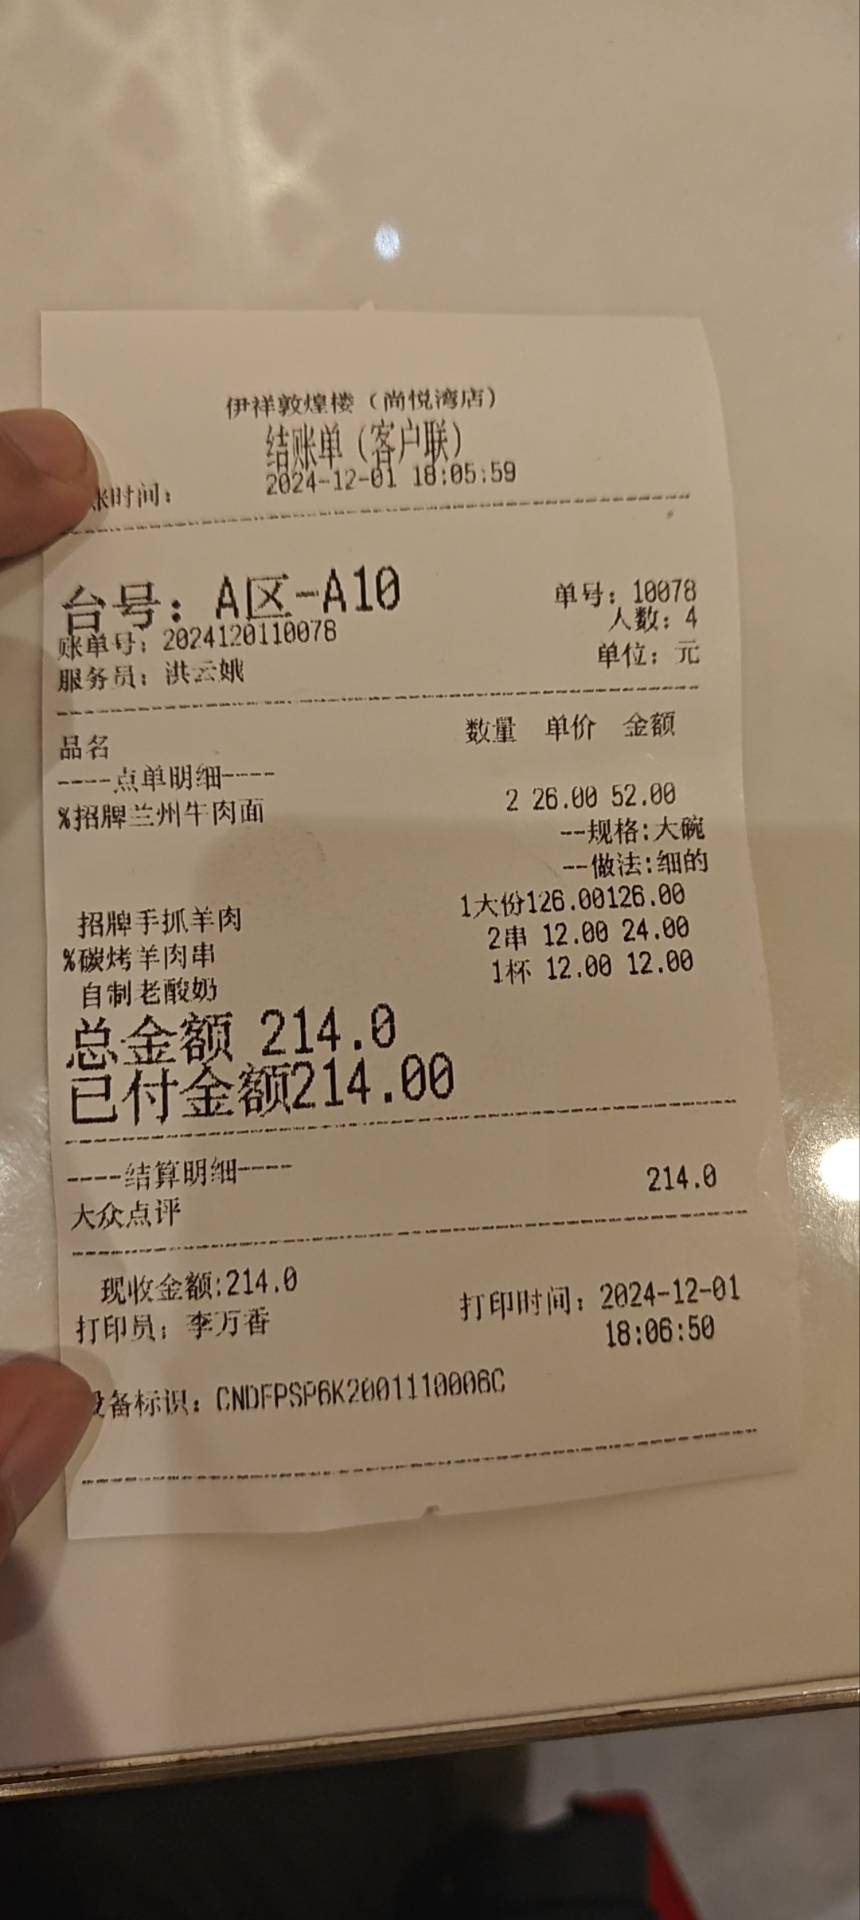 伊祥敦煌楼（尚悦湾店）
结账单（客户联）
账时间： 2024-12-01 18:05:59
台号：A区-A10 单号：10078
人数：4
账单号：2024120110078
服务员：洪云娥 单位：元
品名 数量 单价 金额
----点单明细----
%招牌兰州牛肉面 2 26.00 52.00
--规格:大碗
--做法:细的
招牌手抓羊肉 1大份126.00126.00
%碳烤羊肉串 2串 12.00 24.00
自制老酸奶 1杯 12.00 12.00
总金额 214.0
已付金额214.00
----结算明细----
大众点评 214.0
现收金额:214.0
打印员：李万香 打印时间：2024-12-01
18:06:50
设备标识：CNDFPSP6K2001110006C